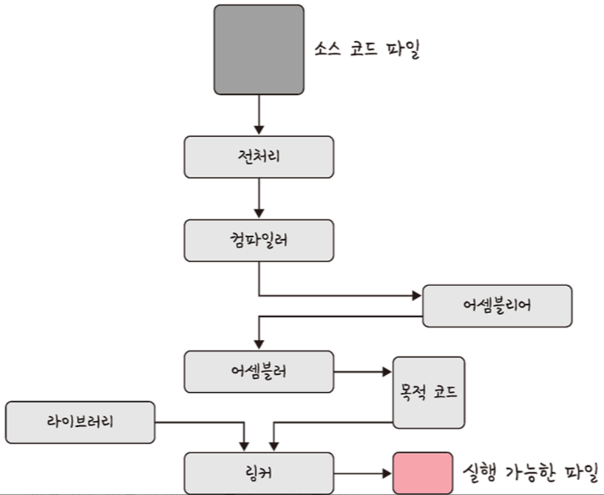 소스 코드 파일
전처리
컴파일러
어셈블리어
어셈블러
목적 코드
라이브러리
링커
실행 가능한 파일